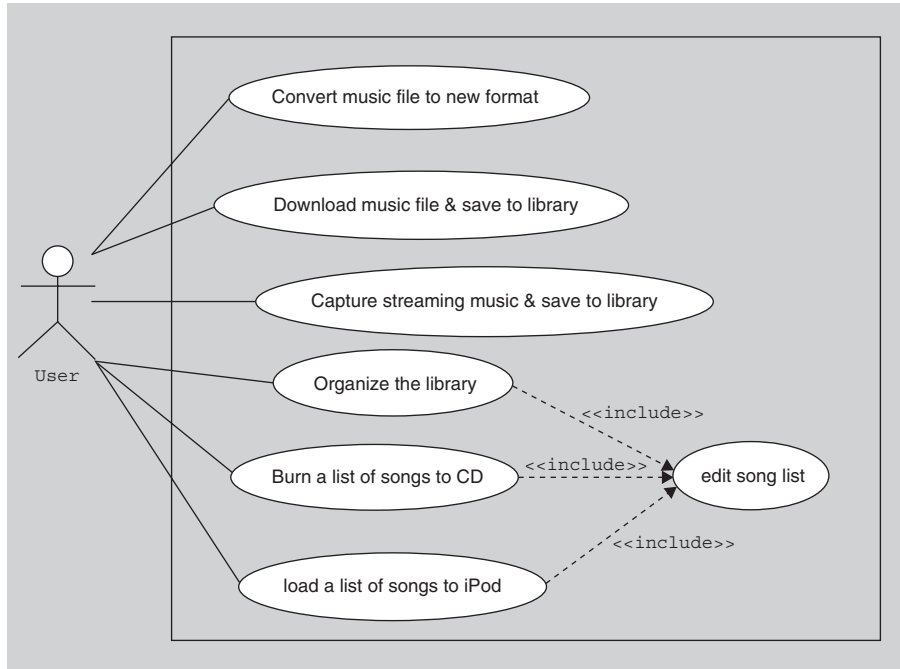 Convert music file to new format
Download music file & save to library
Capture streaming music & save to library
User
Organize the library
<<include>>
Burn a list of songs to CD
<<include>>
edit song list
<<include>>
load a list of songs to iPod